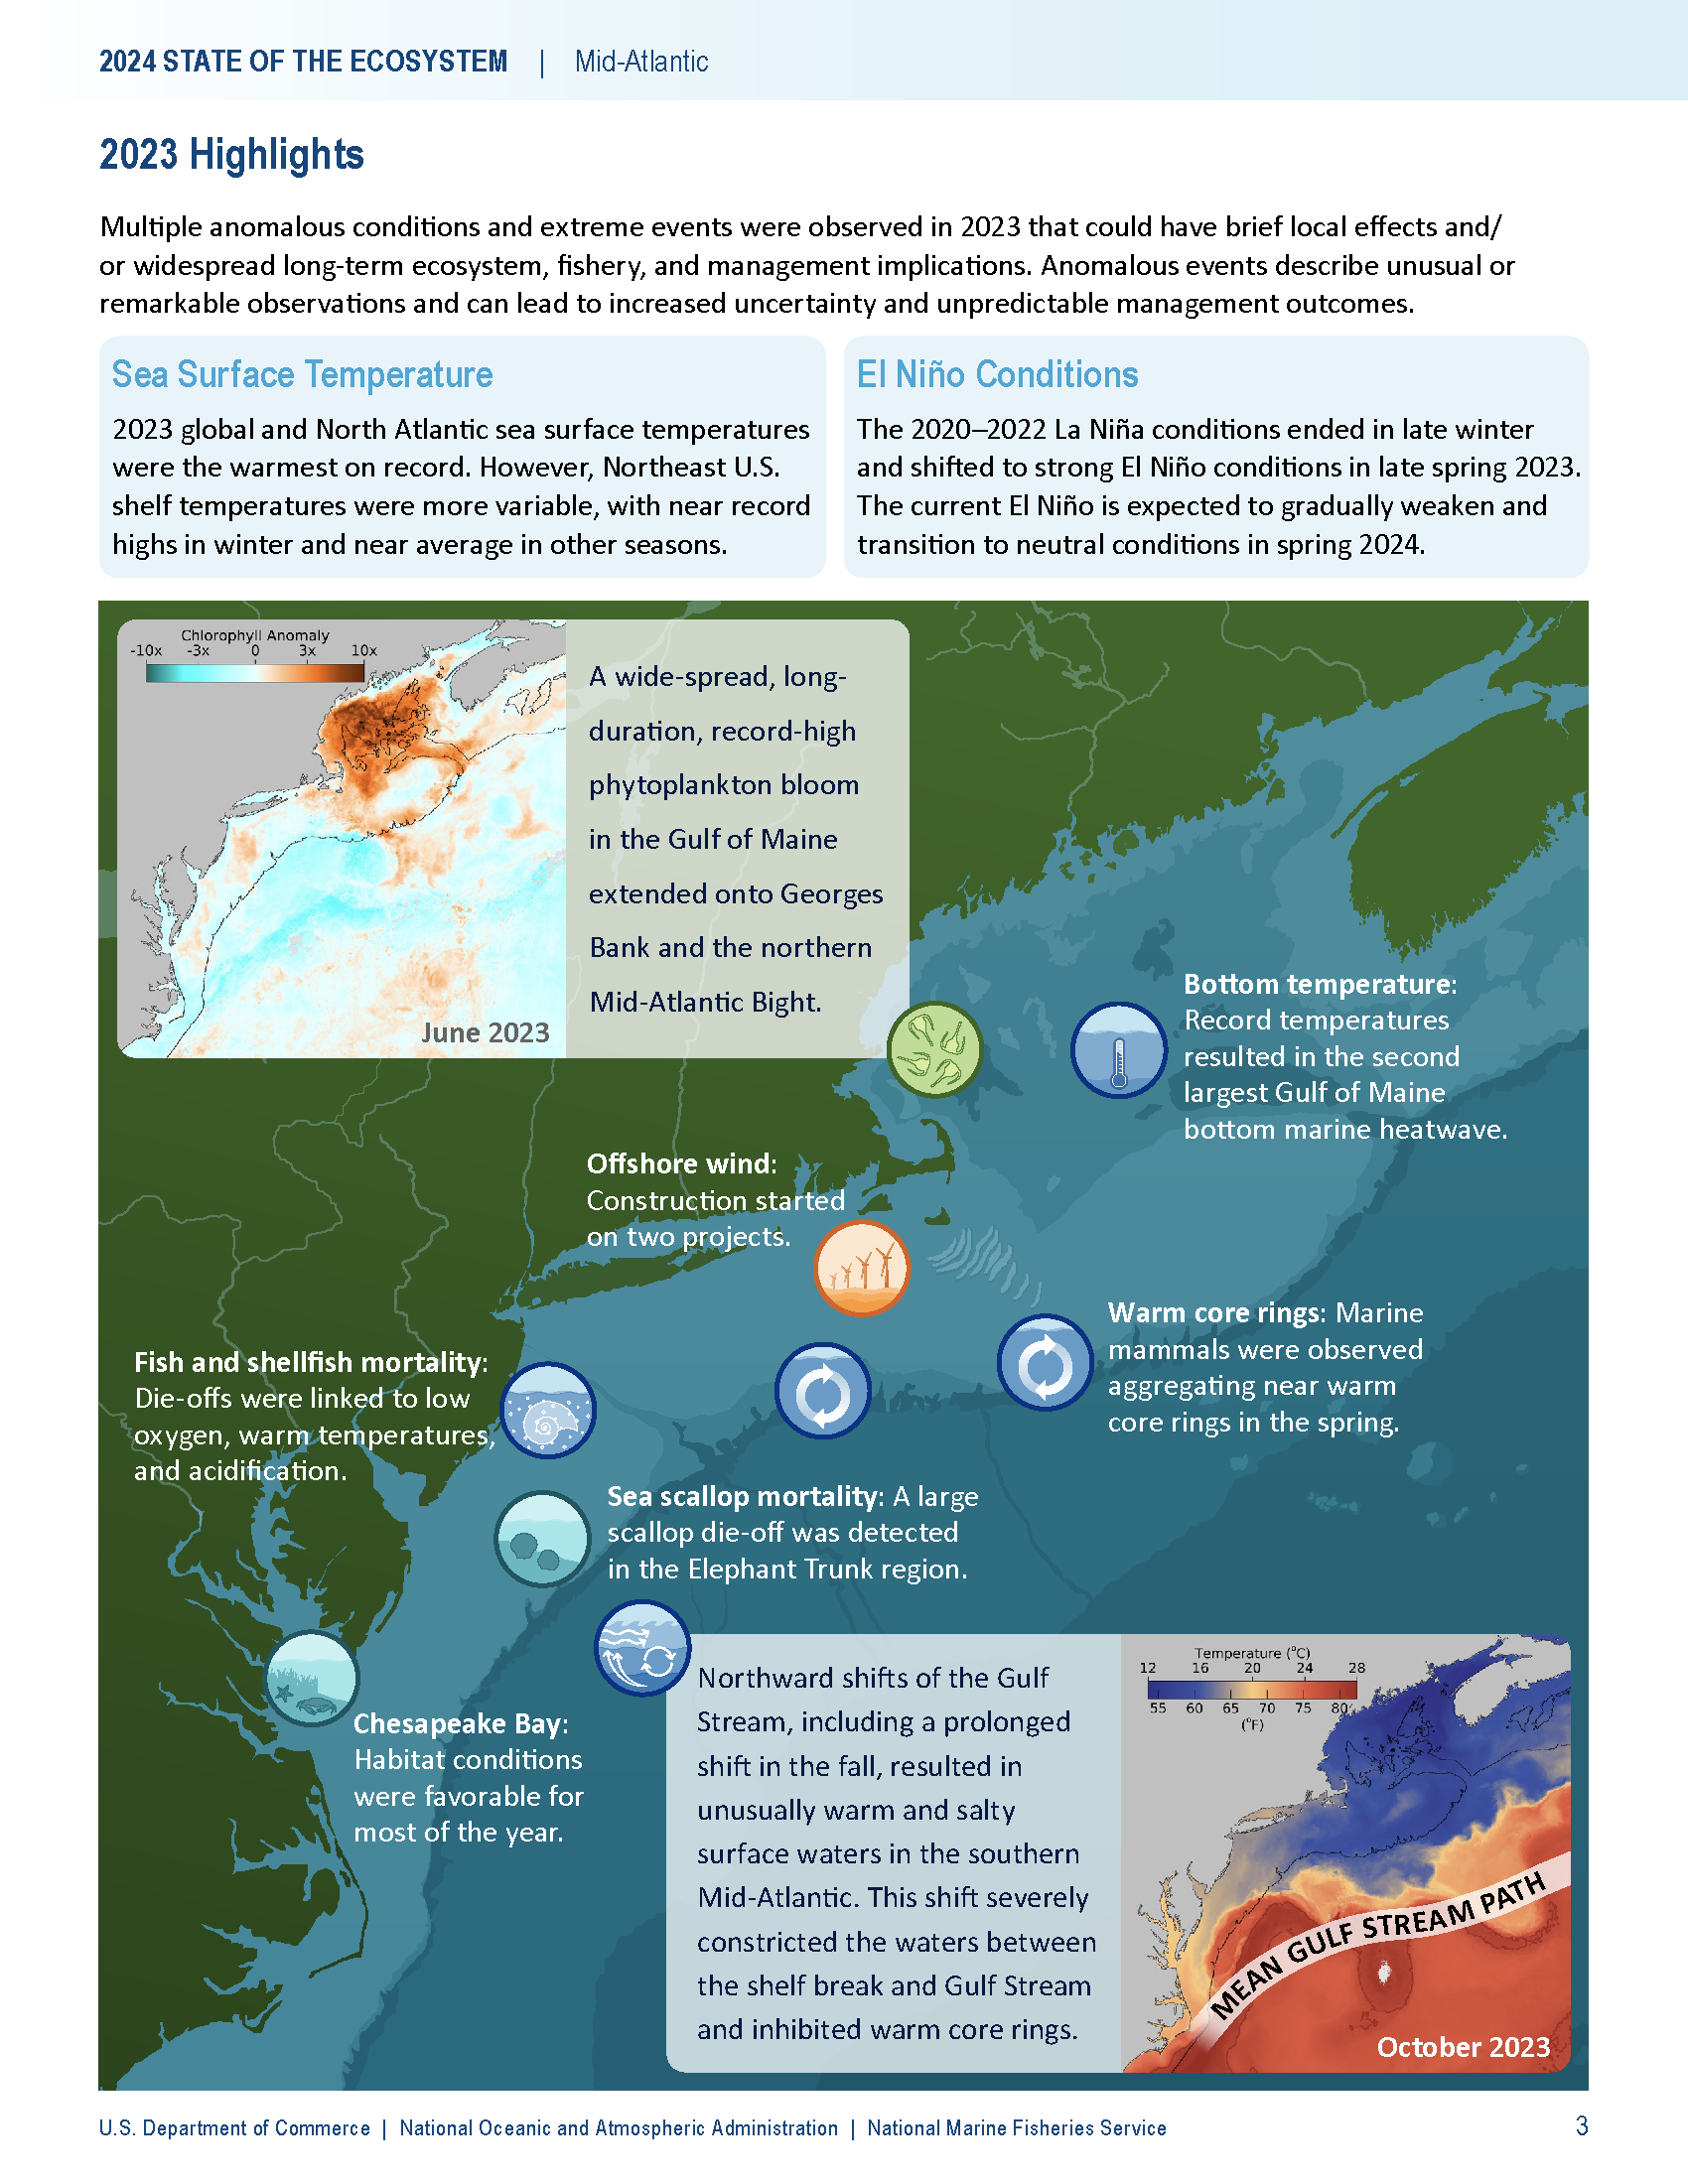 2024 STATE OF THE ECOSYSTEM | Mid-Atlantic
2023 Highlights
Multiple anomalous conditions and extreme events were observed in 2023 that could have brief local effects and/
or widespread long-term ecosystem, fishery, and management implications. Anomalous events describe unusual or
remarkable observations and can lead to increased uncertainty and unpredictable management outcomes.
Sea Surface Temperature
2023 global and North Atlantic sea surface temperatures
were the warmest on record. However, Northeast U.S.
shelf temperatures were more variable, with near record
highs in winter and near average in other seasons.
El Niño Conditions
The 2020–2022 La Niña conditions ended in late winter
and shifted to strong El Niño conditions in late spring 2023.
The current El Niño is expected to gradually weaken and
transition to neutral conditions in spring 2024.
Chlorophyll Anomaly
-10x -3x 0 3x 10x
June 2023
A wide-spread, long-
duration, record-high
phytoplankton bloom
in the Gulf of Maine
extended onto Georges
Bank and the northern
Mid-Atlantic Bight.
Bottom temperature:
Record temperatures
resulted in the second
largest Gulf of Maine
bottom marine heatwave.
Offshore wind:
Construction started
on two projects.
Warm core rings: Marine
mammals were observed
aggregating near warm
core rings in the spring.
Fish and shellfish mortality:
Die-offs were linked to low
oxygen, warm temperatures,
and acidification.
Sea scallop mortality: A large
scallop die-off was detected
in the Elephant Trunk region.
Chesapeake Bay:
Habitat conditions
were favorable for
most of the year.
Northward shifts of the Gulf
Stream, including a prolonged
shift in the fall, resulted in
unusually warm and salty
surface waters in the southern
Mid-Atlantic. This shift severely
constricted the waters between
the shelf break and Gulf Stream
and inhibited warm core rings.
Temperature (°C)
12 16 20 24 28
55 60 65 70 75 80
(°F)
MEAN GULF STREAM PATH
October 2023
U.S. Department of Commerce | National Oceanic and Atmospheric Administration | National Marine Fisheries Service
3